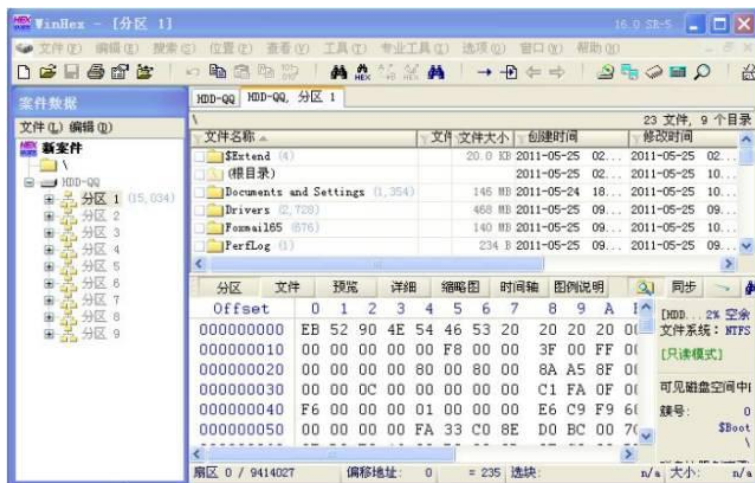 WinHex - [分区 1] 16.0 SR-5
文件(F) 编辑(E) 搜索(S) 位置(P) 查看(V) 工具(T) 专业工具(I) 选项(O) 窗口(W) 帮助(H)
案件数据
文件(L) 编辑(D)
新案件
\
HDD-QQ
分区 1 (15,034)
分区 2
分区 3
分区 4
分区 5
分区 6
分区 7
分区 8
分区 9
HDD-QQ HDD-QQ, 分区 1
\ 23 文件, 9 个目录
文件名称 文件 文件大小 创建时间 修改时间
$Extend (4) 20.0 KB 2011-05-25 02... 2011-05-25 02...
(根目录) 2011-05-25 02... 2011-05-25 10...
Documents and Settings (1,354) 146 MB 2011-05-24 18... 2011-05-25 10...
Drivers (2,728) 468 MB 2011-05-25 09... 2011-05-25 09...
Foxmail65 (676) 140 MB 2011-05-25 09... 2011-05-25 10...
PerfLog (1) 234 B 2011-05-25 09... 2011-05-25 09...
分区 文件 预览 详细 缩略图 时间轴 图例说明 同步
Offset 0 1 2 3 4 5 6 7 8 9 A
000000000 EB 52 90 4E 54 46 53 20 20 20 20
000000010 00 00 00 00 00 F8 00 00 3F 00 FF
000000020 00 00 00 00 80 00 80 00 8A A5 8F
000000030 00 00 0C 00 00 00 00 00 C1 FA 0F
000000040 F6 00 00 00 01 00 00 00 E6 C9 F9
000000050 00 00 00 00 FA 33 C0 8E D0 BC 00
[HDD... 2% 空余
文件系统: NTFS
[只读模式]
可见磁盘空间中
簇号: 0
$Boot
\
扇区 0 / 9414027 偏移地址: 0 = 235 选块: n/a 大小: n/a